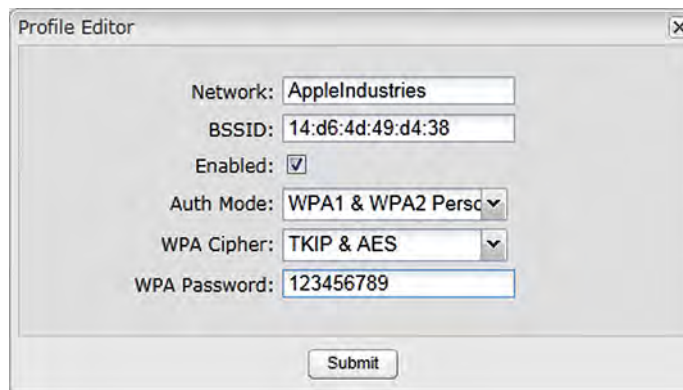 Profile Editor
Network: AppleIndustries
BSSID: 14:d6:4d:49:d4:38
Enabled:
Auth Mode: WPA1 & WPA2 Persc
WPA Cipher: TKIP & AES
WPA Password: 123456789
Submit